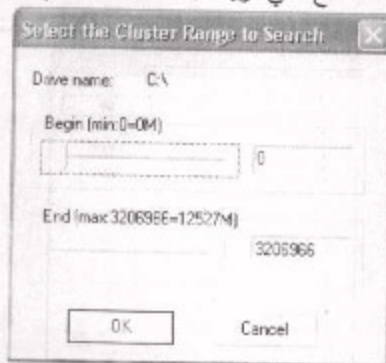 Select the Cluster Range to Search
Drive name: C:\
Begin (min:0=0M)
0
End (max:3206966=12527M)
3206966
OK
Cancel